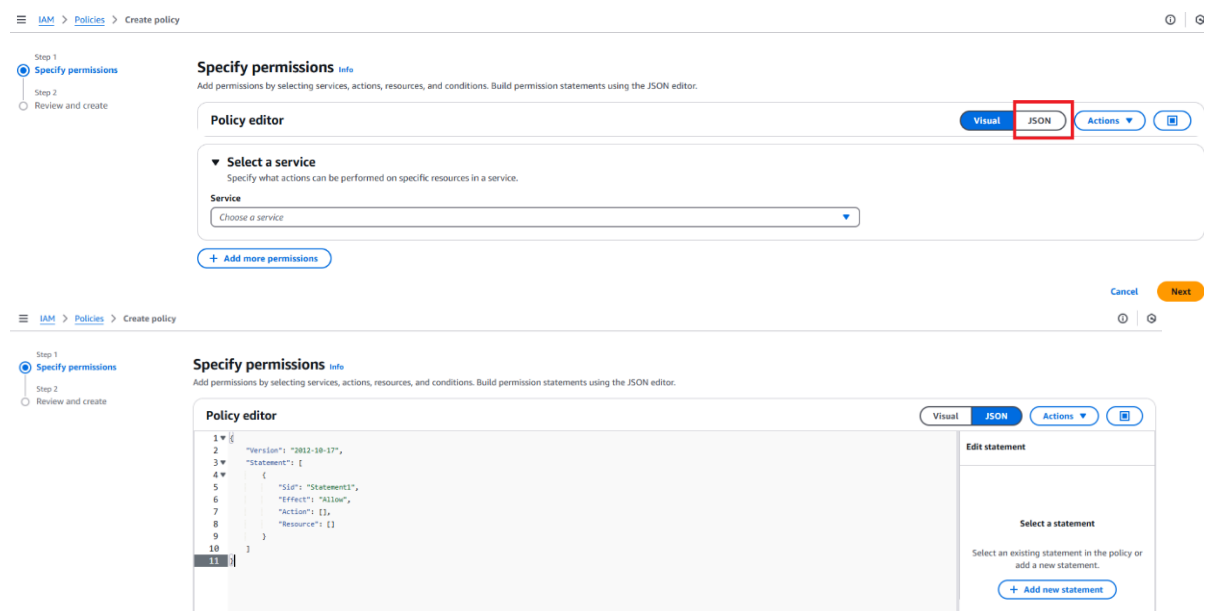 IAM > Policies > Create policy
Step 1
Specify permissions
Step 2
Review and create
Specify permissions Info
Add permissions by selecting services, actions, resources, and conditions. Build permission statements using the JSON editor.
Policy editor
Visual JSON Actions ▼
▼ Select a service
Specify what actions can be performed on specific resources in a service.
Service
Choose a service
+ Add more permissions
Cancel Next
IAM > Policies > Create policy
Step 1
Specify permissions
Step 2
Review and create
Specify permissions Info
Add permissions by selecting services, actions, resources, and conditions. Build permission statements using the JSON editor.
Policy editor
Visual JSON Actions ▼
1 {
2 "Version": "2012-10-17",
3 "Statement": [
4 {
5 "Sid": "Statement1",
6 "Effect": "Allow",
7 "Action": [],
8 "Resource": []
9 }
10 ]
11 }
Edit statement
Select a statement
Select an existing statement in the policy or
add a new statement.
+ Add new statement